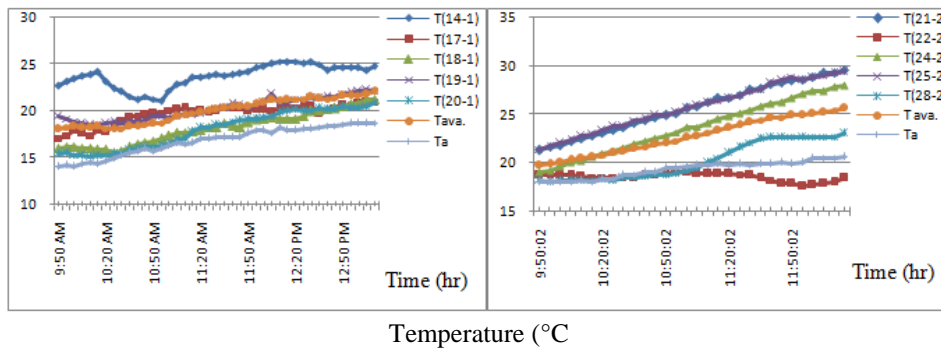 30
25
20
15
10
9:50 AM
10:20 AM
10:50 AM
11:20 AM
11:50 AM
12:20 PM
12:50 PM
T(14-1)
T(17-1)
T(18-1)
T(19-1)
T(20-1)
Tava.
Ta
Time (hr)
35
30
25
20
15
9:50:02
10:20:02
10:50:02
11:20:02
11:50:02
T(21-2
T(22-2
T(24-2
T(25-2
T(28-2
Tava.
Ta
Time (hr)
Temperature (°C